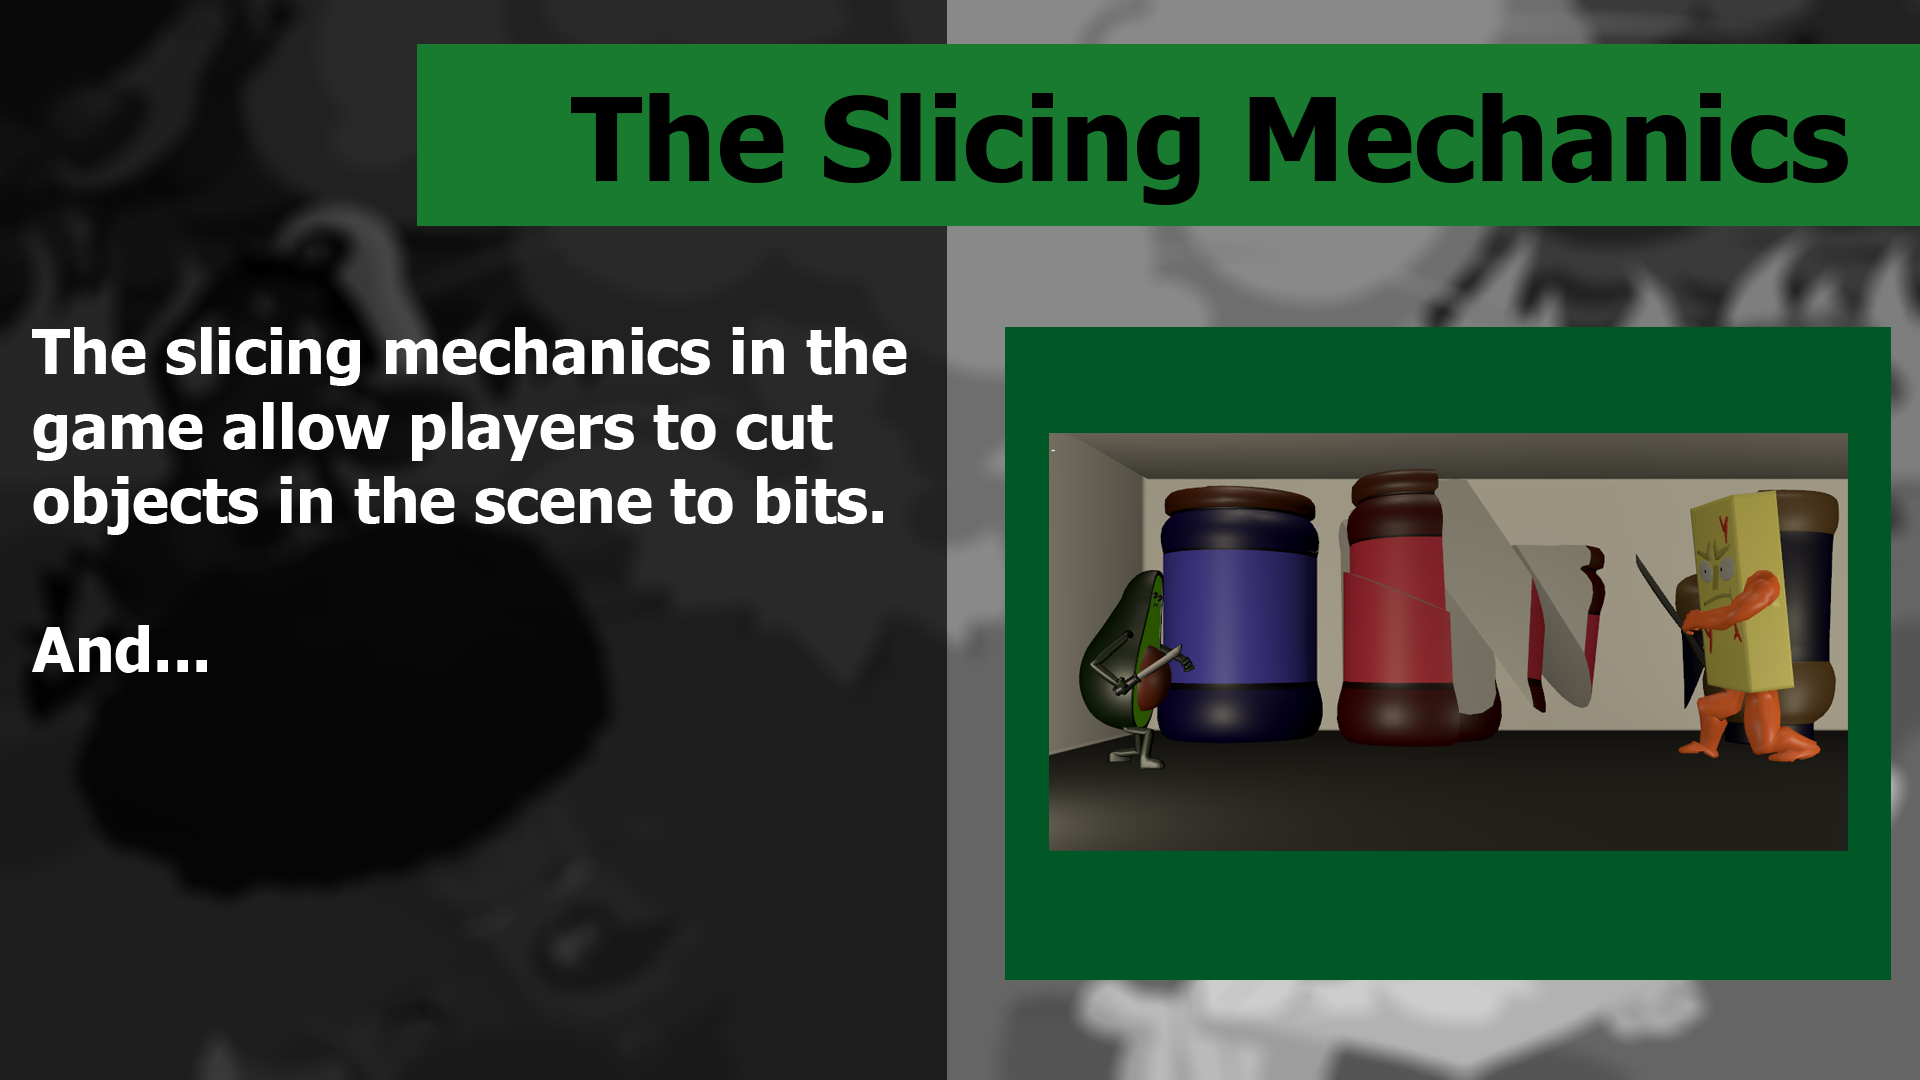 The Slicing Mechanics
The slicing mechanics in the
game allow players to cut
objects in the scene to bits.
And...